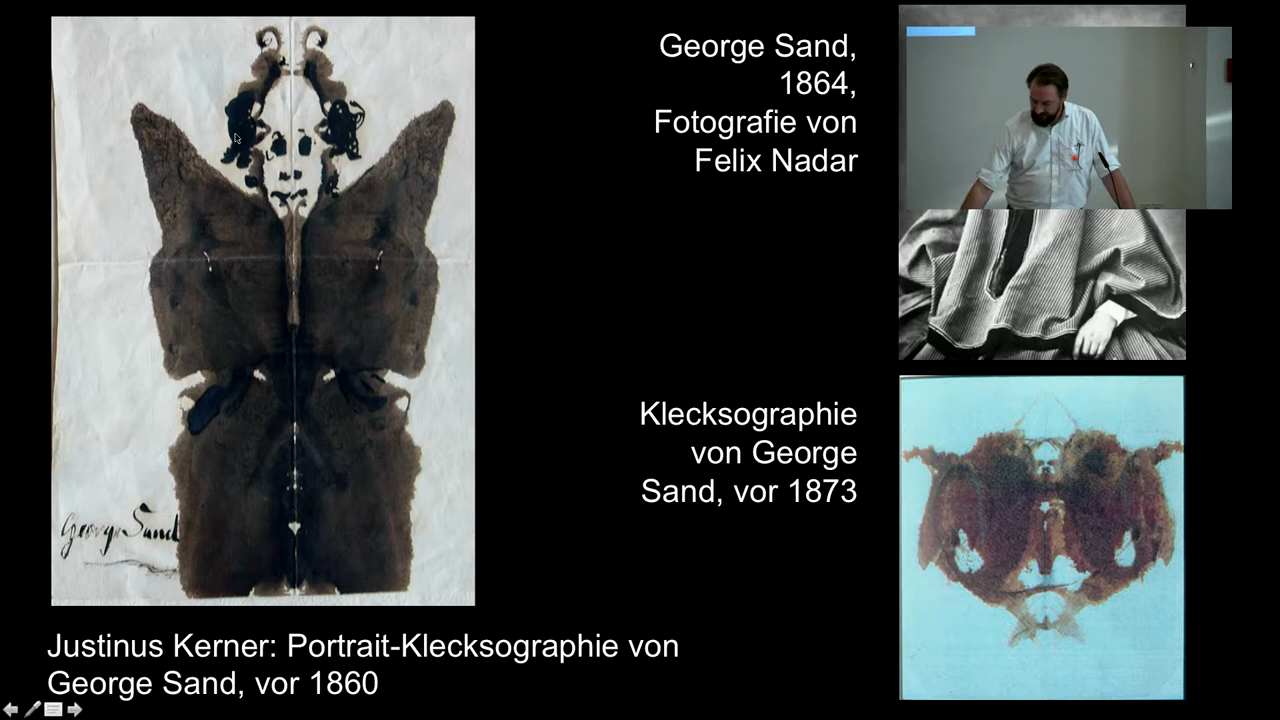 George Sand,
1864,
Fotografie von
Felix Nadar
Klecksographie
von George
Sand, vor 1873
George Sand
Justinus Kerner: Portrait-Klecksographie von
George Sand, vor 1860